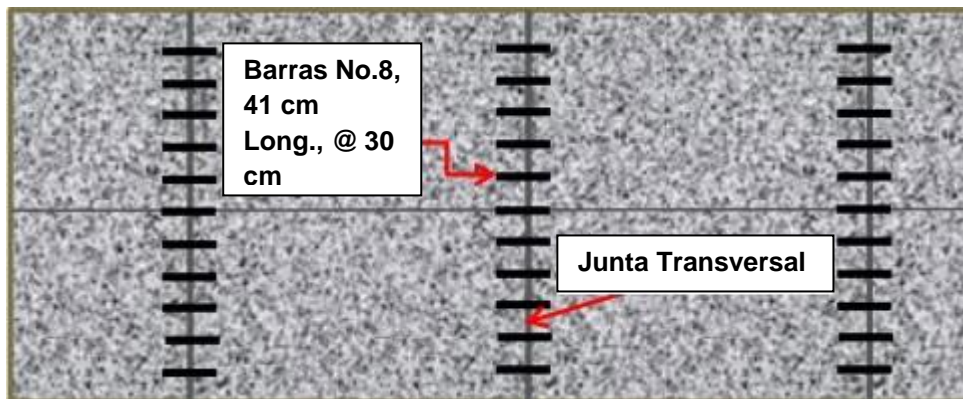 Barras No.8,
41 cm
Long., @ 30
cm
Junta Transversal